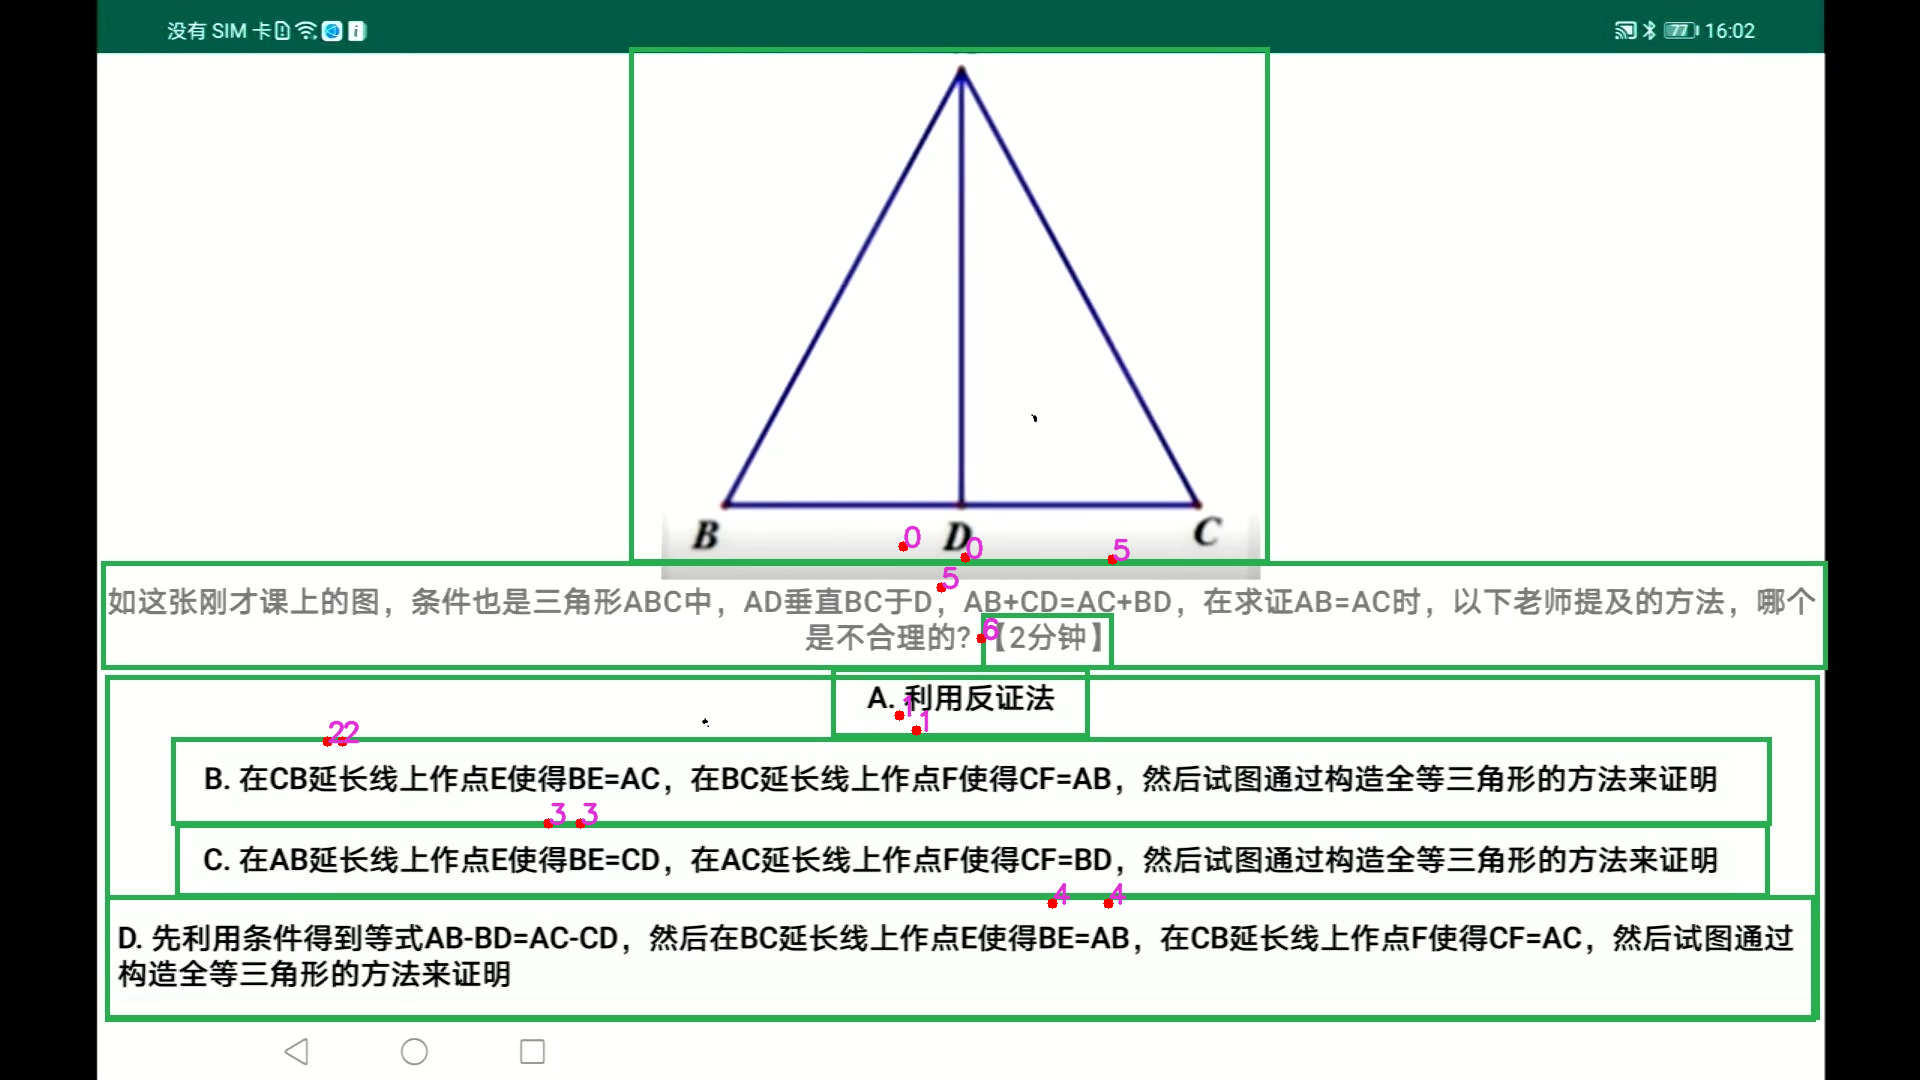 没有 SIM 卡
77 16:02
B D C
0 0 5
5
如这张刚才课上的图，条件也是三角形ABC中，AD垂直BC于D，AB+CD=AC+BD，在求证AB=AC时，以下老师提及的方法，哪个
是不合理的？【2分钟】
6
A. 利用反证法
1 1
22
B. 在CB延长线上作点E使得BE=AC，在BC延长线上作点F使得CF=AB，然后试图通过构造全等三角形的方法来证明
3 3
C. 在AB延长线上作点E使得BE=CD，在AC延长线上作点F使得CF=BD，然后试图通过构造全等三角形的方法来证明
4 4
D. 先利用条件得到等式AB-BD=AC-CD，然后在BC延长线上作点E使得BE=AB，在CB延长线上作点F使得CF=AC，然后试图通过
构造全等三角形的方法来证明